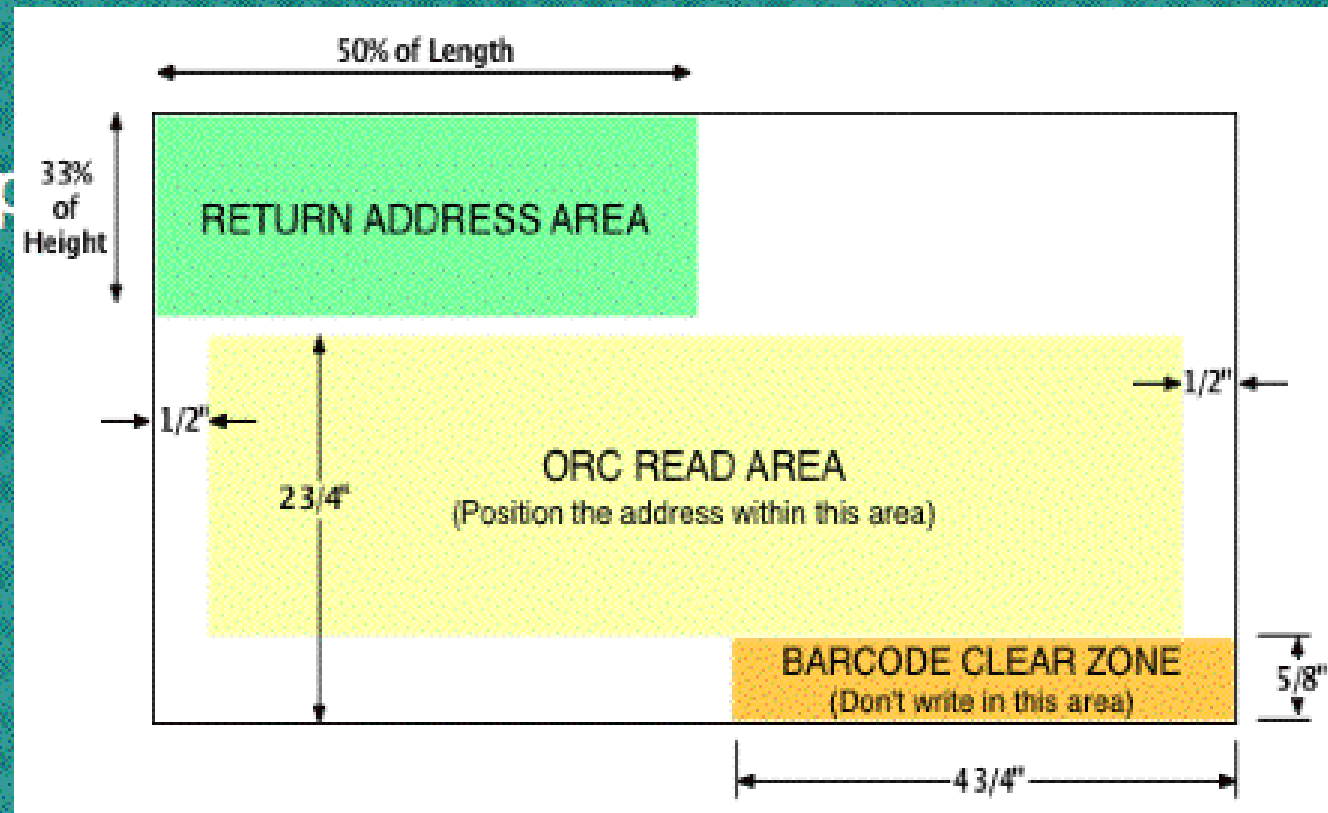 50% of Length
33%
of
Height
RETURN ADDRESS AREA
1/2"
1/2"
ORC READ AREA
(Position the address within this area)
2 3/4"
BARCODE CLEAR ZONE
(Don't write in this area)
5/8"
4 3/4"